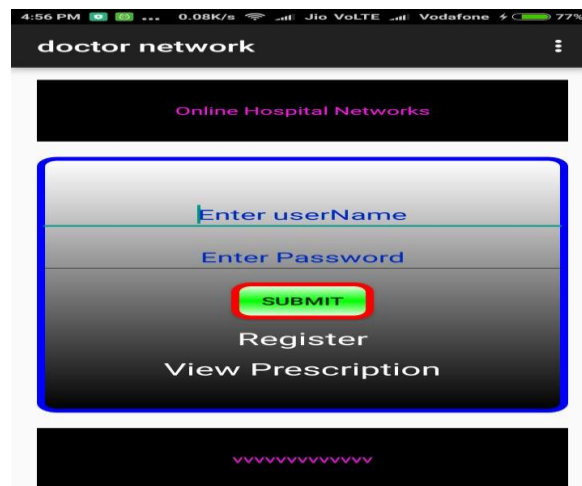 4:56 PM ... 0.08K/s Jio VoLTE Vodafone 77%
doctor network
Online Hospital Networks
Enter userName
Enter Password
SUBMIT
Register
View Prescription
vvvvvvvvvvvvv